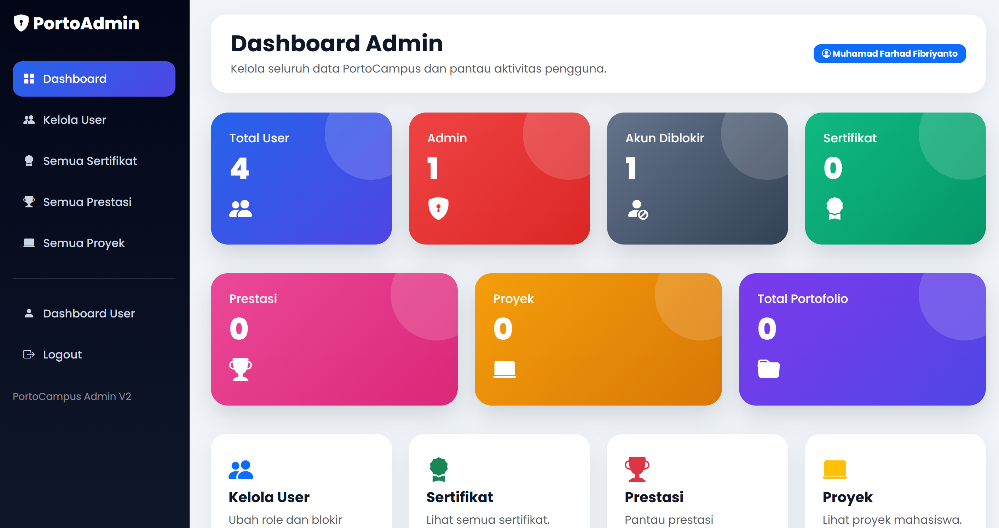 PortoAdmin
Dashboard
Kelola User
Semua Sertifikat
Semua Prestasi
Semua Proyek
Dashboard User
Logout
PortoCampus Admin V2
Dashboard Admin
Kelola seluruh data PortoCampus dan pantau aktivitas pengguna.
Muhamad Farhad Fibriyanto
Total User
4
Admin
1
Akun Diblokir
1
Sertifikat
0
Prestasi
0
Proyek
0
Total Portofolio
0
Kelola User
Ubah role dan blokir
Sertifikat
Lihat semua sertifikat.
Prestasi
Pantau prestasi
Proyek
Lihat proyek mahasiswa.